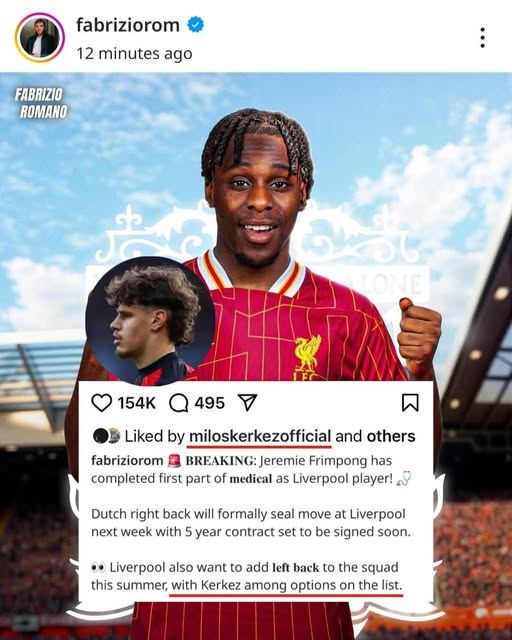 fabriziorom
12 minutes ago
FABRIZIO
ROMANO
ALONE
L.F.C.
154K 495
Liked by miloskerkezofficial and others
fabriziorom 🚨 BREAKING: Jeremie Frimpong has
completed first part of medical as Liverpool player! 🩺
Dutch right back will formally seal move at Liverpool
next week with 5 year contract set to be signed soon.
👀 Liverpool also want to add left back to the squad
this summer, with Kerkez among options on the list.